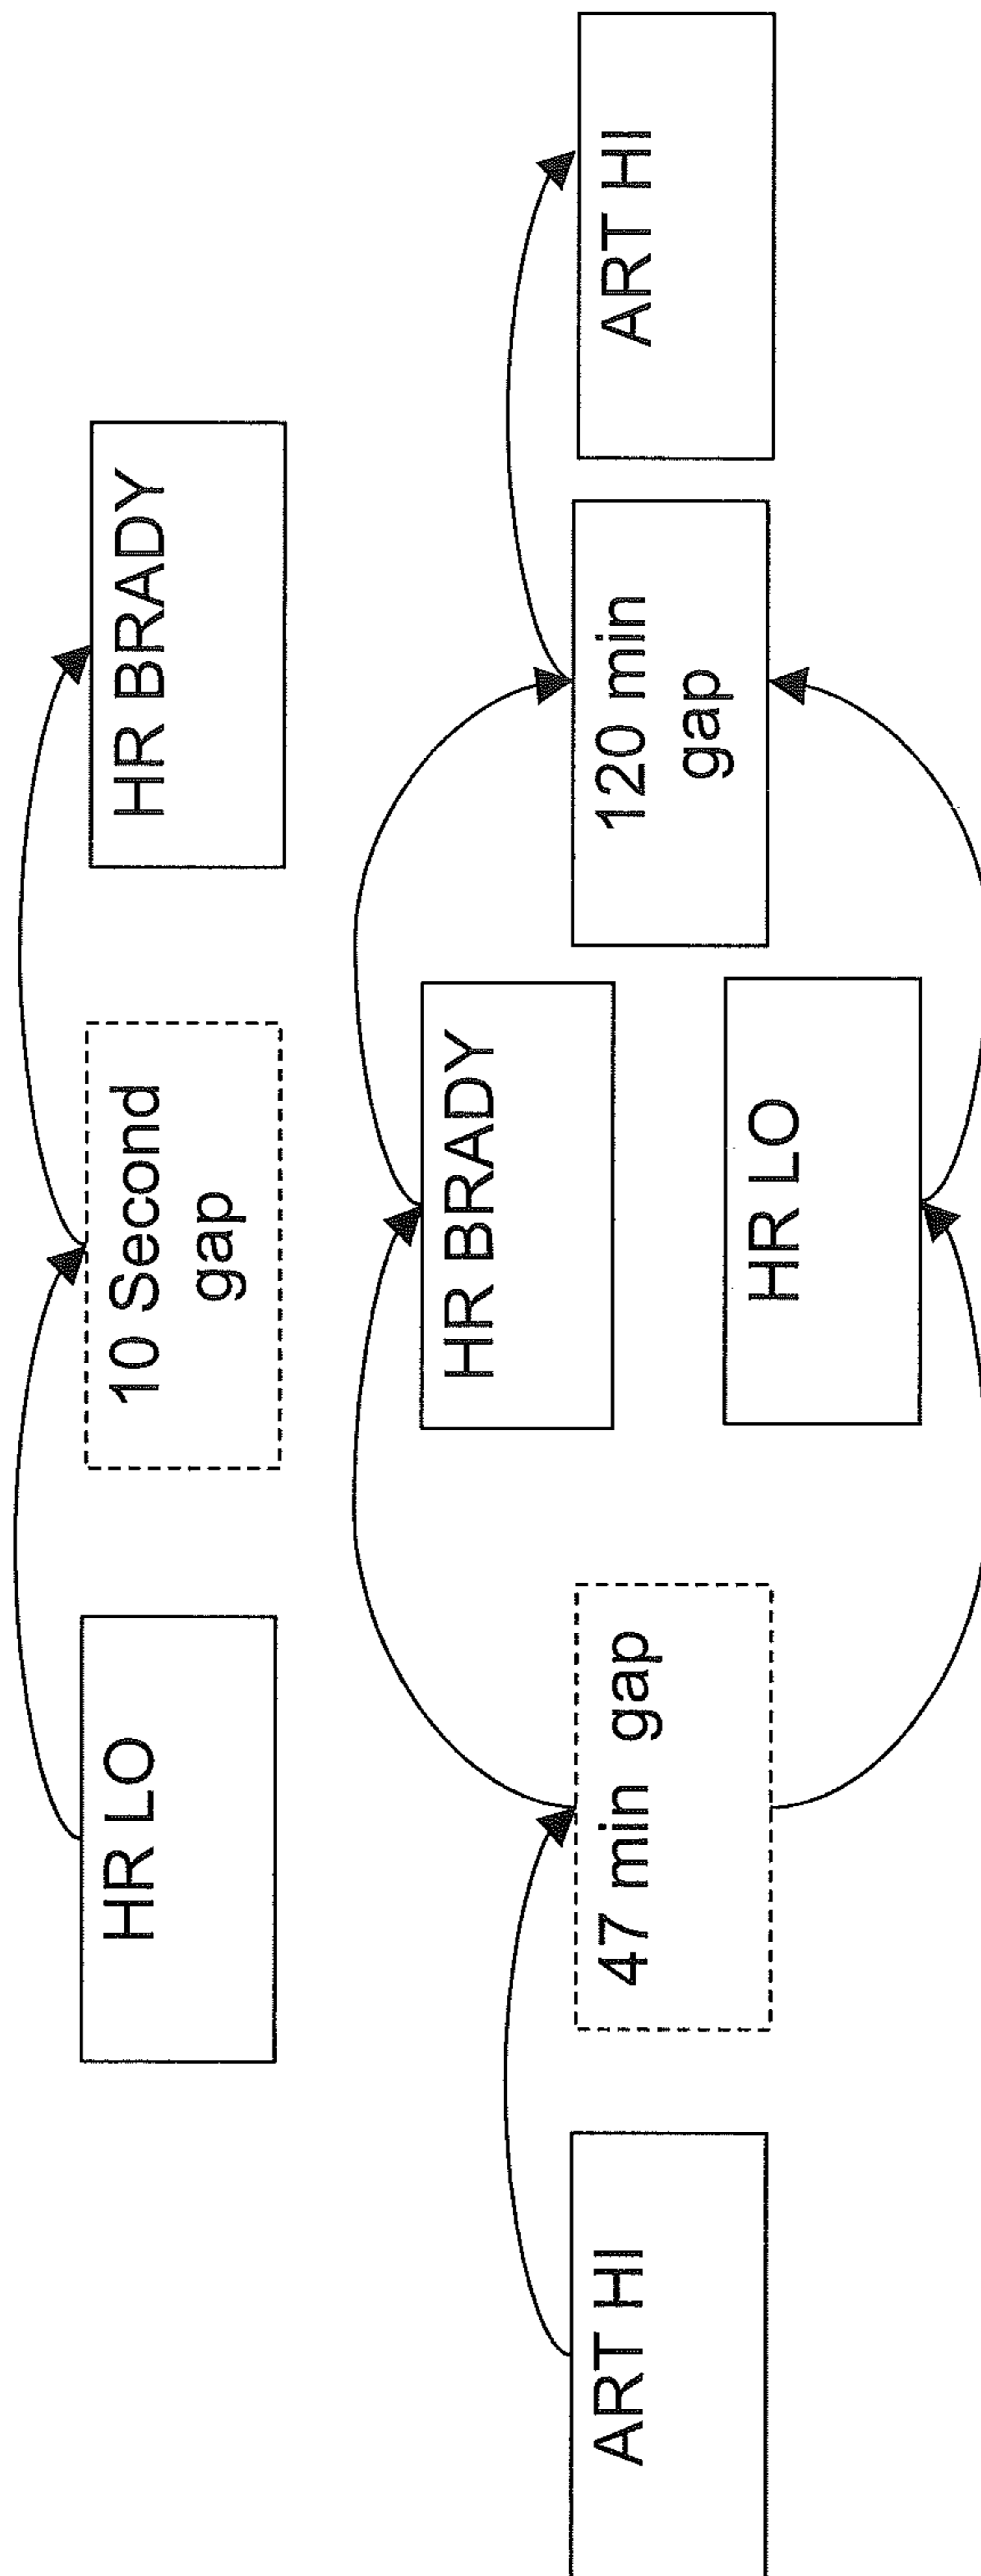 HR LO
10 Second
gap
HR BRADY
ART HI
47 min gap
HR BRADY
HR LO
120 min
gap
ART HI